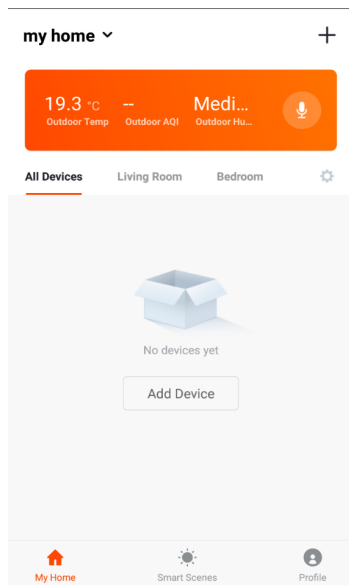 my home
19.3 °C
--
Medi...
Outdoor Temp
Outdoor AQI
Outdoor Hu...
All Devices
Living Room
Bedroom
No devices yet
Add Device
My Home
Smart Scenes
Profile